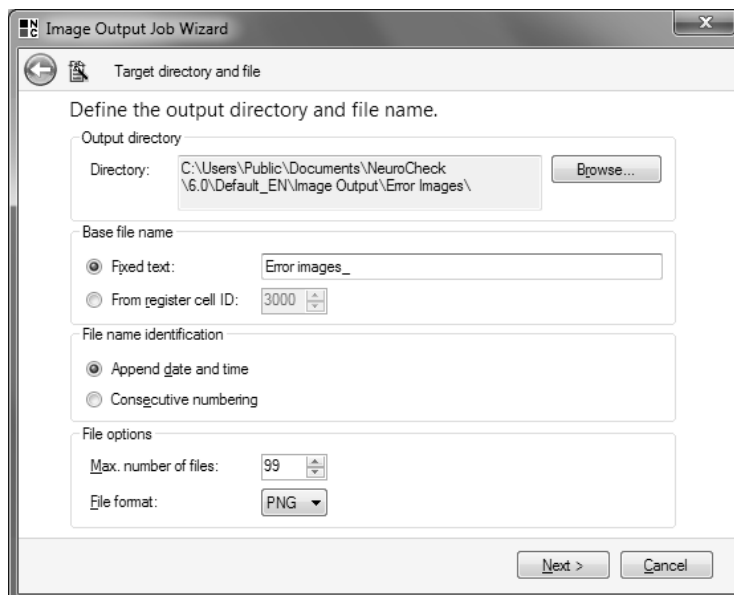 NC Image Output Job Wizard
Target directory and file
Define the output directory and file name.
Output directory
Directory: C:\Users\Public\Documents\NeuroCheck Browse...
\6.0\Default_EN\Image Output\Error Images\
Base file name
Fixed text: Error images_
From register cell ID: 3000
File name identification
Append date and time
Consecutive numbering
File options
Max. number of files: 99
File format: PNG
Next > Cancel